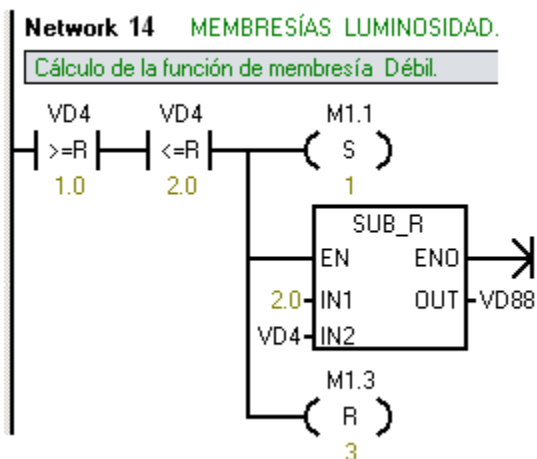 Network 14 MEMBRESÍAS LUMINOSIDAD.
Cálculo de la función de membresía Débil.
VD4 VD4 M1.1
>=R <=R S
1.0 2.0 1
SUB_R
EN ENO
2.0 IN1 OUT VD88
VD4 IN2
M1.3
R
3